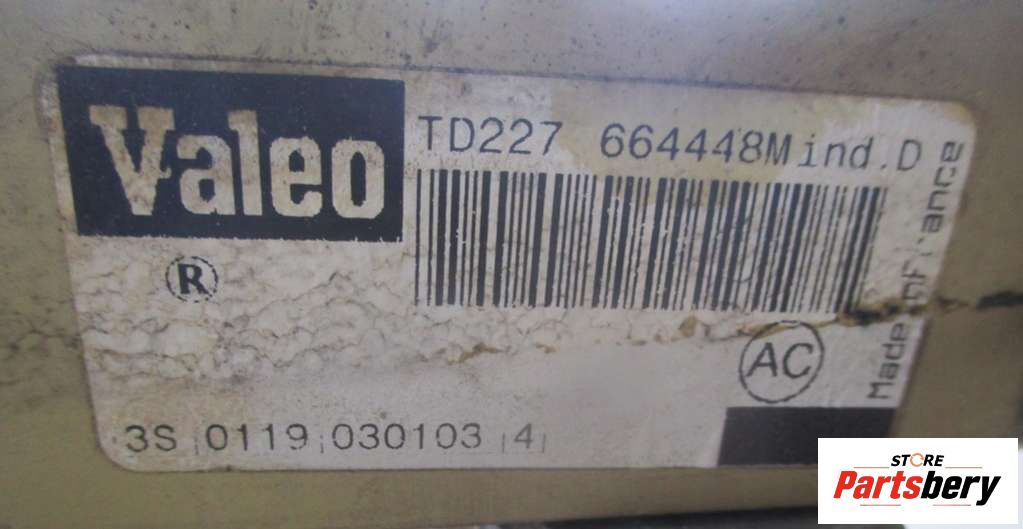 Valeo
TD227 664448M ind.D
®
Made in France
AC
3S 0119 030103 4
STORE
Partsbery